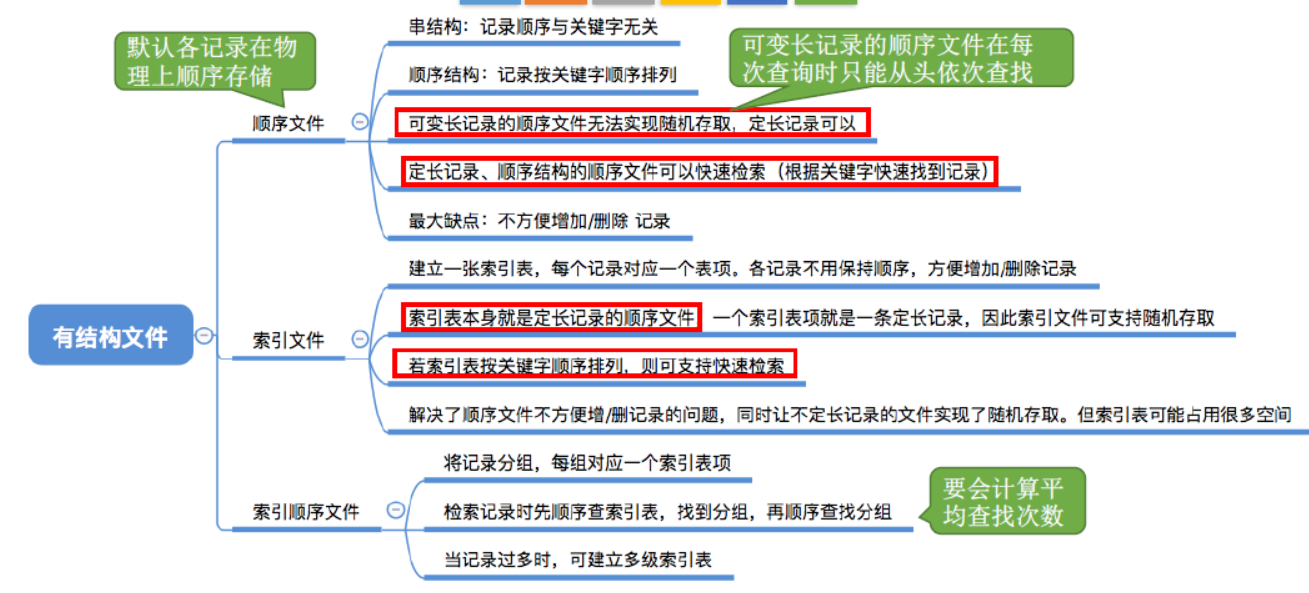 串结构：记录顺序与关键字无关
默认各记录在物
理上顺序存储
可变长记录的顺序文件在每
次查询时只能从头依次查找
顺序结构：记录按关键字顺序排列
顺序文件
可变长记录的顺序文件无法实现随机存取，定长记录可以
定长记录、顺序结构的顺序文件可以快速检索（根据关键字快速找到记录）
最大缺点：不方便增加/删除 记录
建立一张索引表，每个记录对应一个表项。各记录不用保持顺序，方便增加/删除记录
有结构文件
索引文件
索引表本身就是定长记录的顺序文件 一个索引表项就是一条定长记录，因此索引文件可支持随机存取
若索引表按关键字顺序排列，则可支持快速检索
解决了顺序文件不方便增/删记录的问题，同时让不定长记录的文件实现了随机存取。但索引表可能占用很多空间
将记录分组，每组对应一个索引表项
索引顺序文件
检索记录时先顺序查索引表，找到分组，再顺序查找分组
要会计算平
均查找次数
当记录过多时，可建立多级索引表